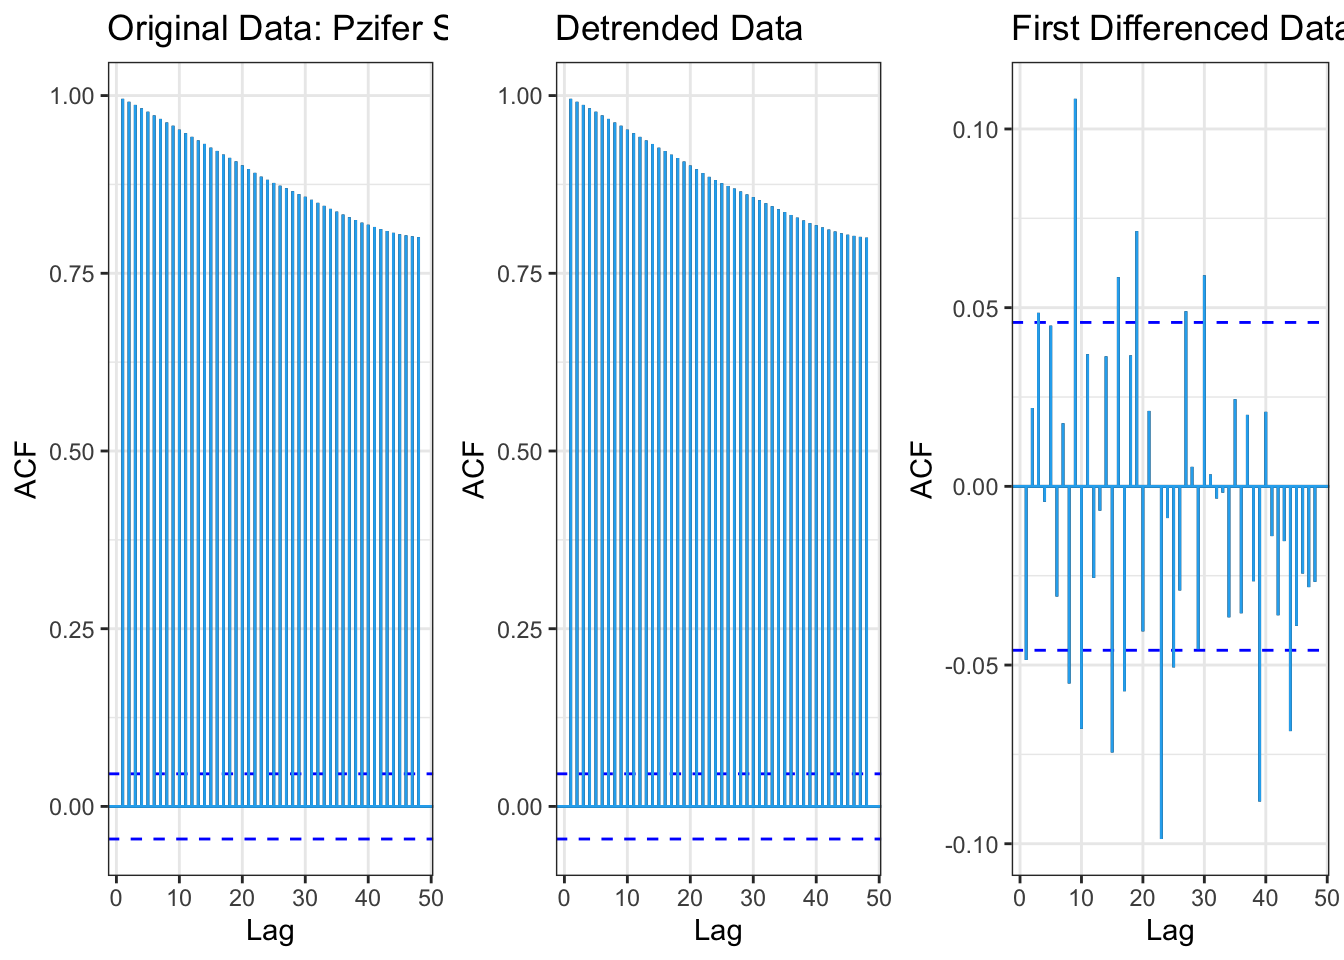 Original Data: Pzifer S
ACF
1.00
0.75
0.50
0.25
0.00
0 10 20 30 40 50
Lag
Detrended Data
ACF
1.00
0.75
0.50
0.25
0.00
0 10 20 30 40 50
Lag
First Differenced Data
ACF
0.10
0.05
0.00
-0.05
-0.10
0 10 20 30 40 50
Lag